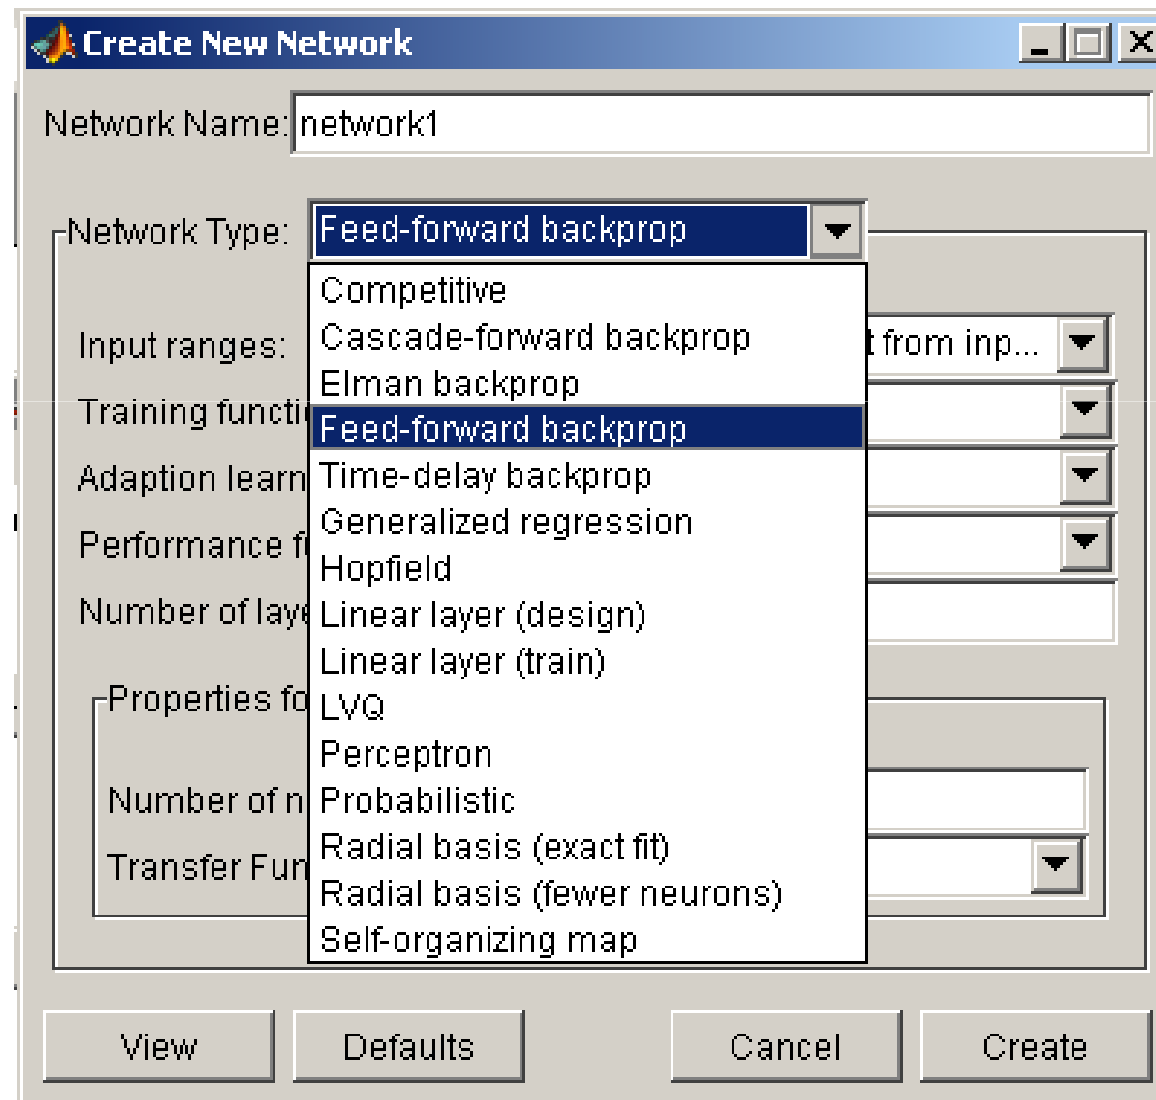 Create New Network
Network Name: network1
Network Type: Feed-forward backprop
Competitive
Cascade-forward backprop
Input ranges: t from inp...
Elman backprop
Training functi
Feed-forward backprop
Time-delay backprop
Adaption learn
Generalized regression
Performance f
Hopfield
Linear layer (design)
Number of lay
Linear layer (train)
Properties fo
LVQ
Perceptron
Probabilistic
Number of n
Radial basis (exact fit)
Transfer Fun
Radial basis (fewer neurons)
Self-organizing map
View Defaults Cancel Create